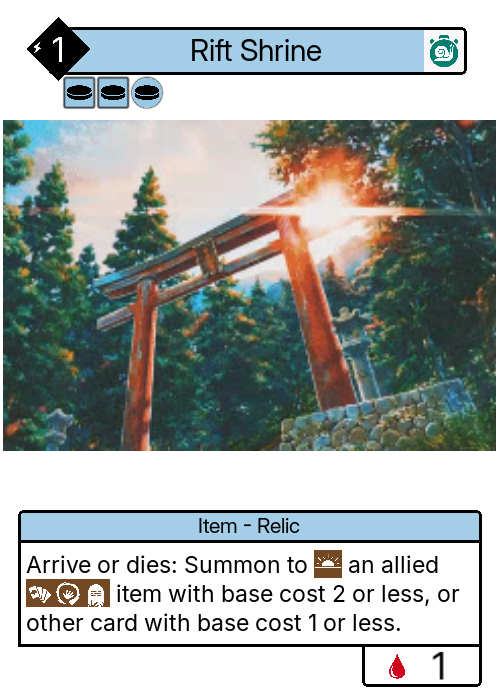 1 Rift Shrine
Item - Relic
Arrive or dies: Summon to an allied
item with base cost 2 or less, or
other card with base cost 1 or less.
1